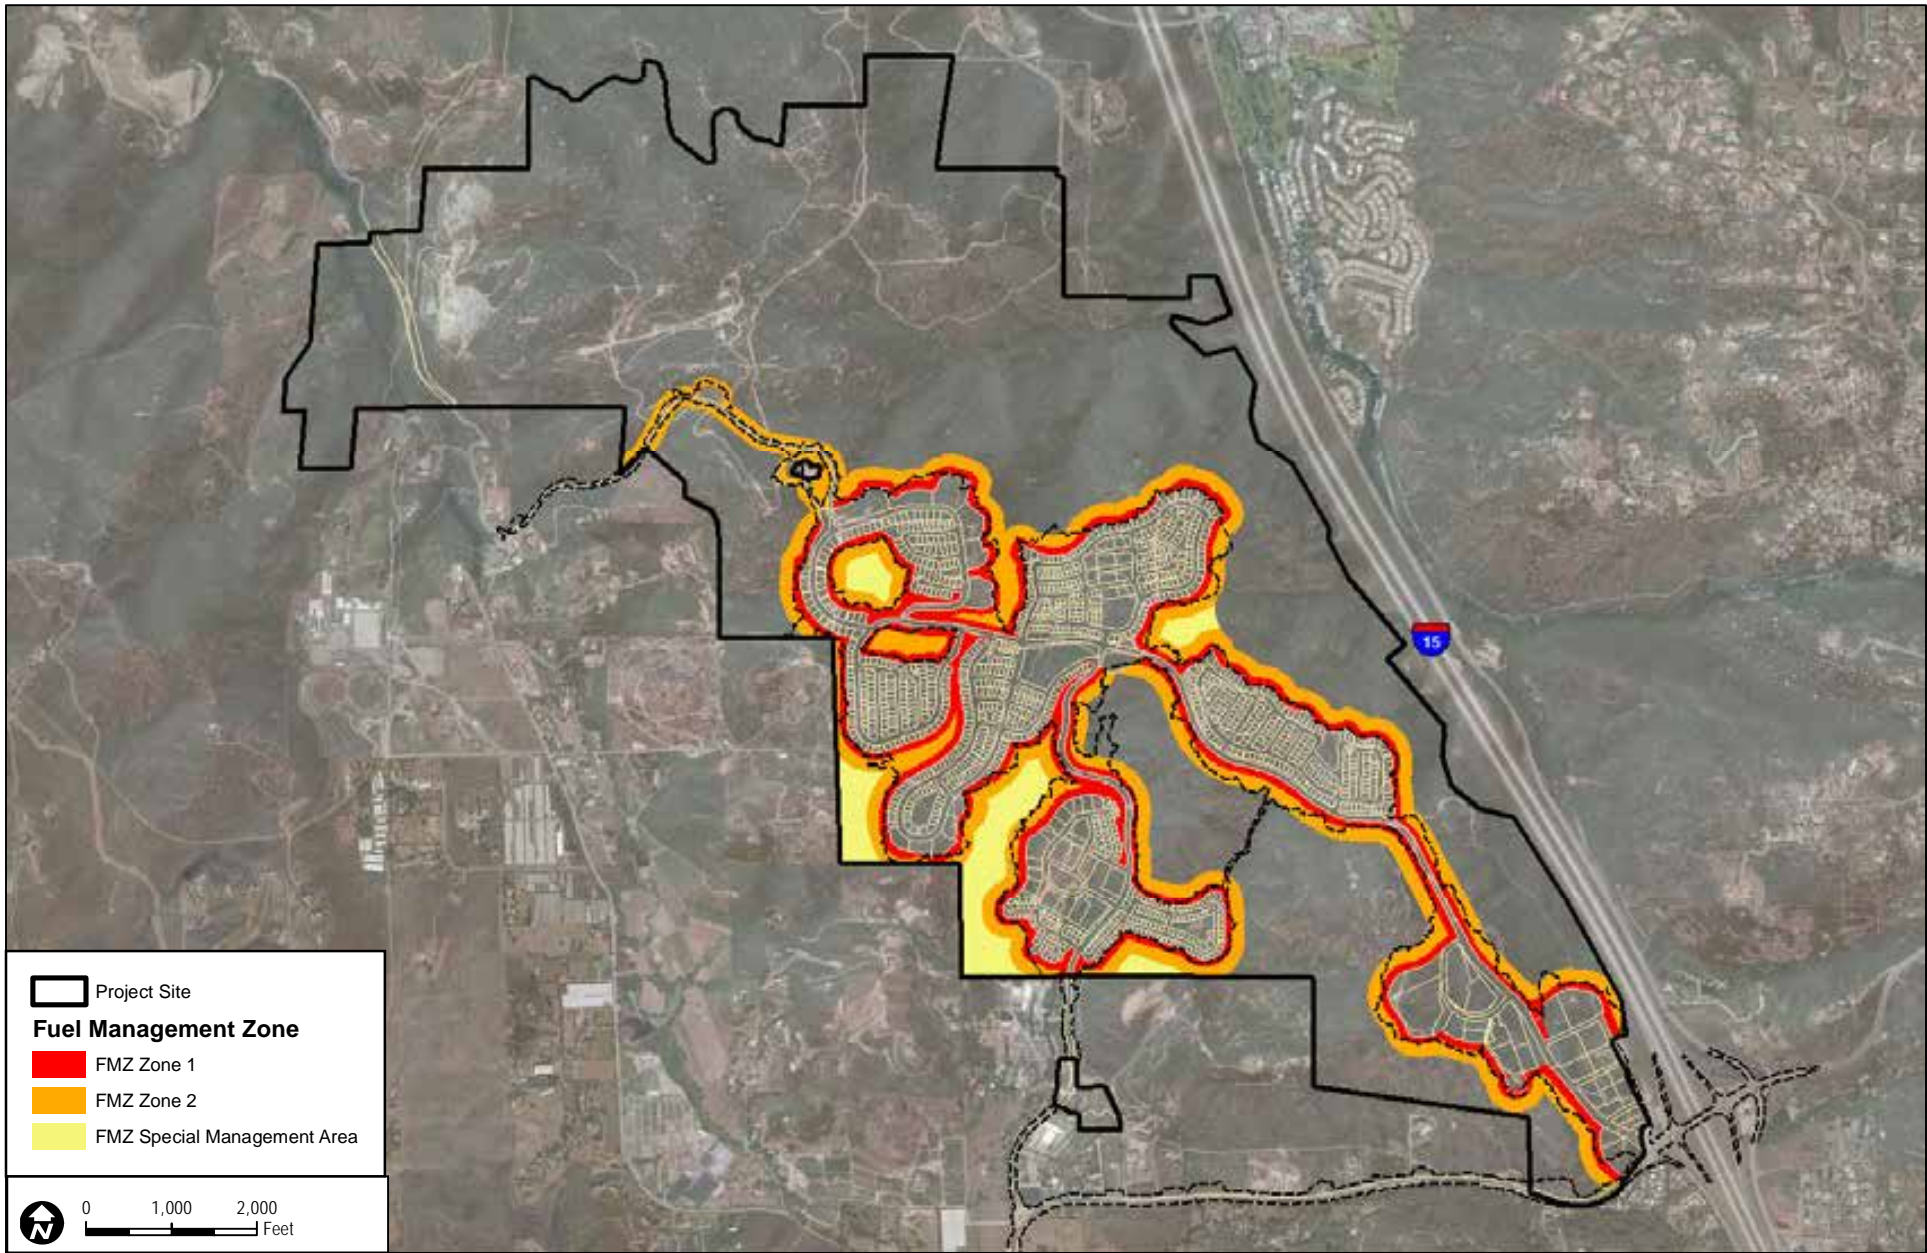 15
Project Site
Fuel Management Zone
FMZ Zone 1
FMZ Zone 2
FMZ Special Management Area
N
0 1,000 2,000
Feet